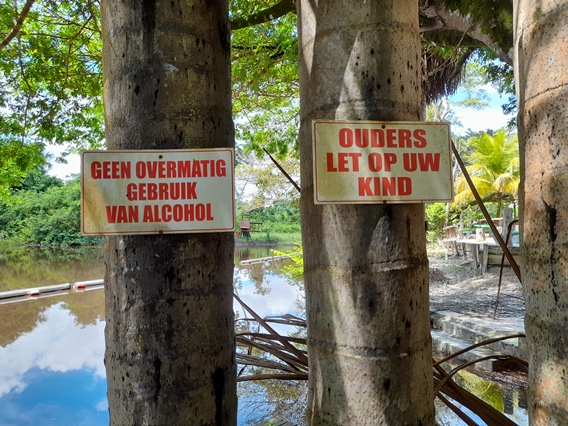 GEEN OVERMATIG
GEBRUIK
VAN ALCOHOL
OUDERS
LET OP UW
KIND